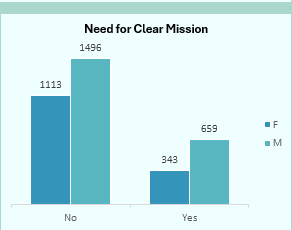 Need for Clear Mission
1496
1113
659
343
F
M
No
Yes